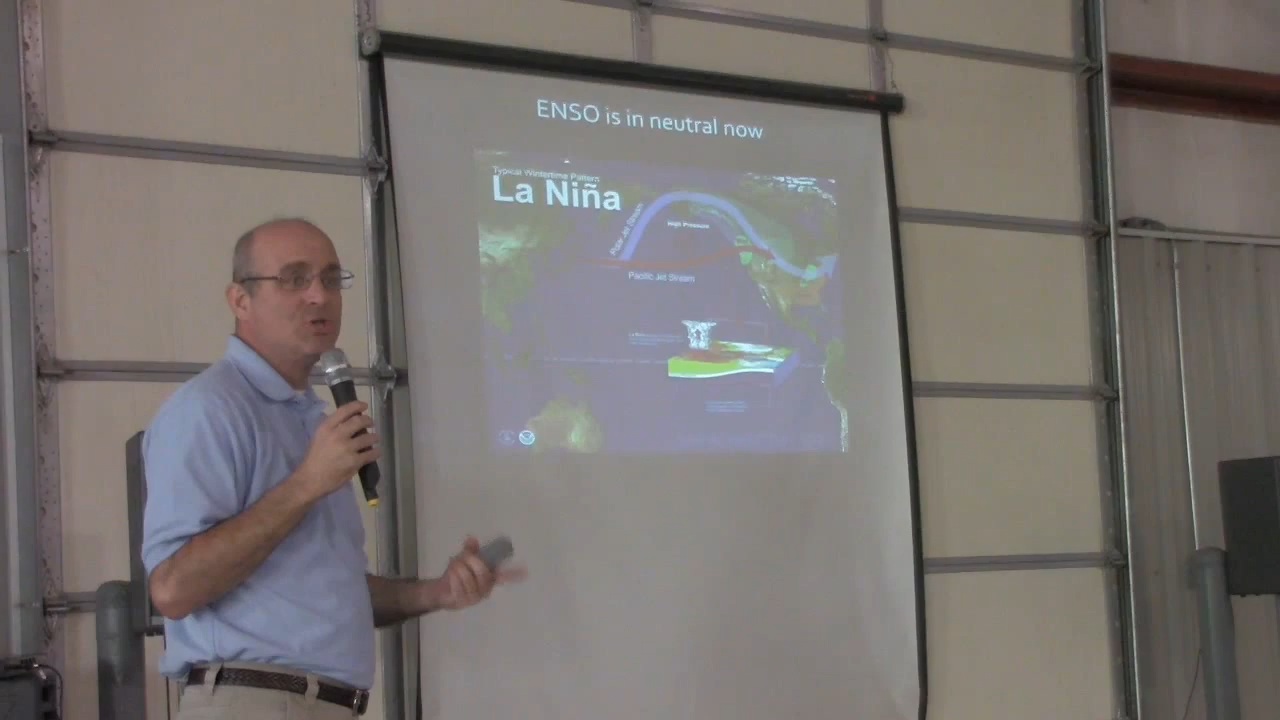 ENSO is in neutral now
Typical Wintertime Pattern
La Niña
Polar Jet Stream
High Pressure
Pacific Jet Stream